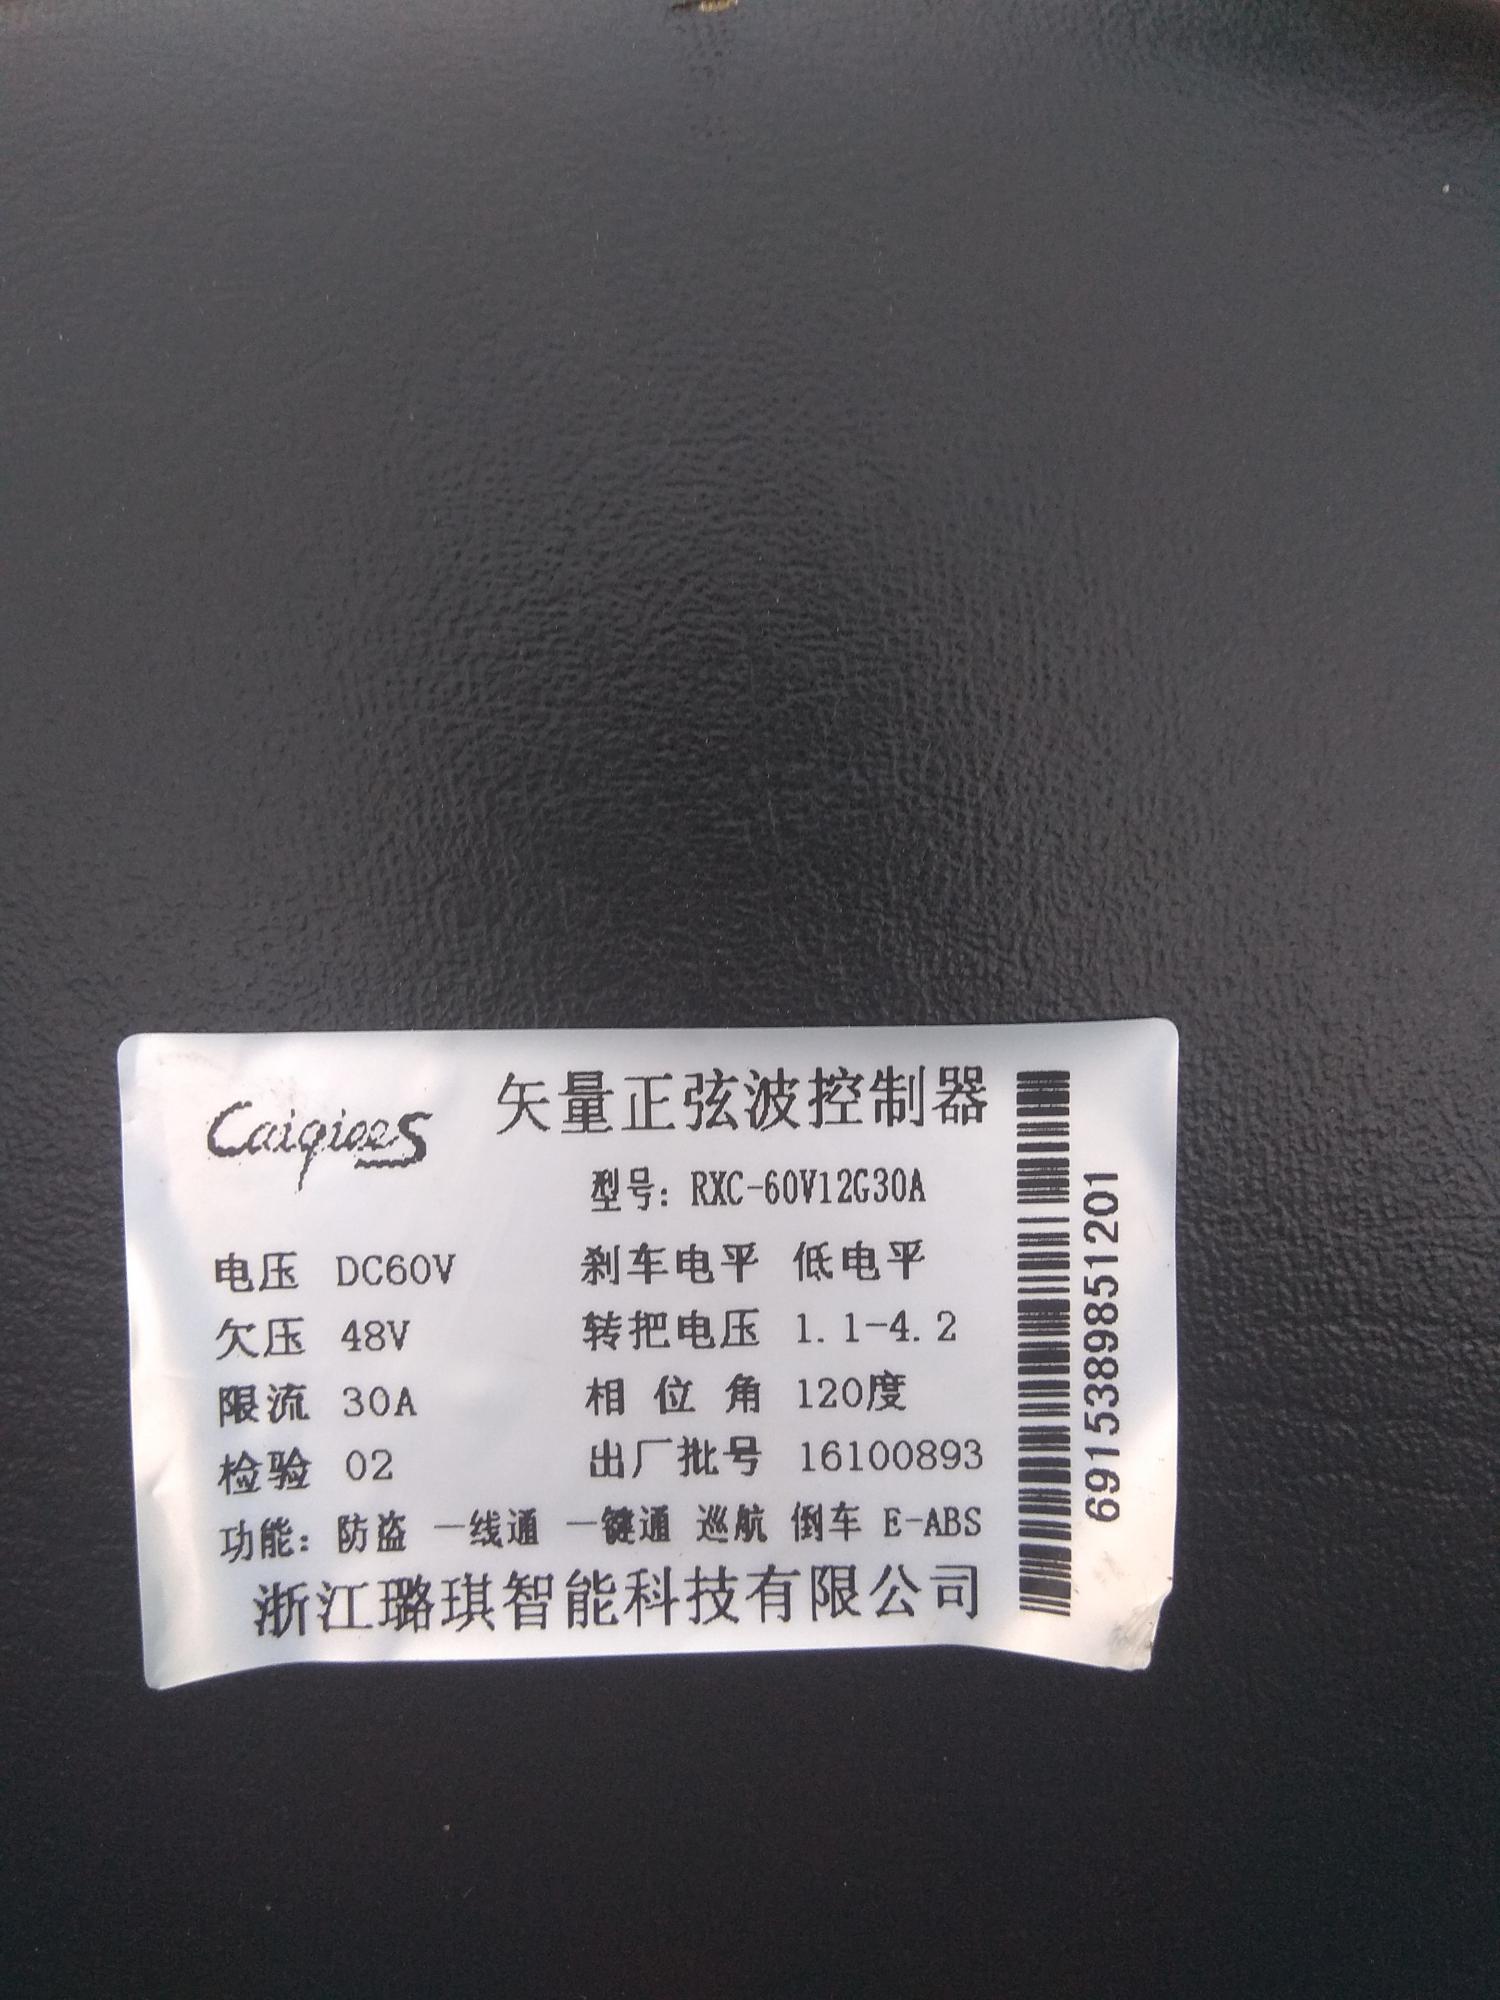 Caiqiees
矢量正弦波控制器
型号: RXC-60V12G30A
电压 DC60V 刹车电平 低电平
欠压 48V 转把电压 1.1-4.2
限流 30A 相位角 120度
检验 02 出厂批号 16100893
功能: 防盗 一线通 一键通 巡航 倒车 E-ABS
浙江璐琪智能科技有限公司
6915389851201